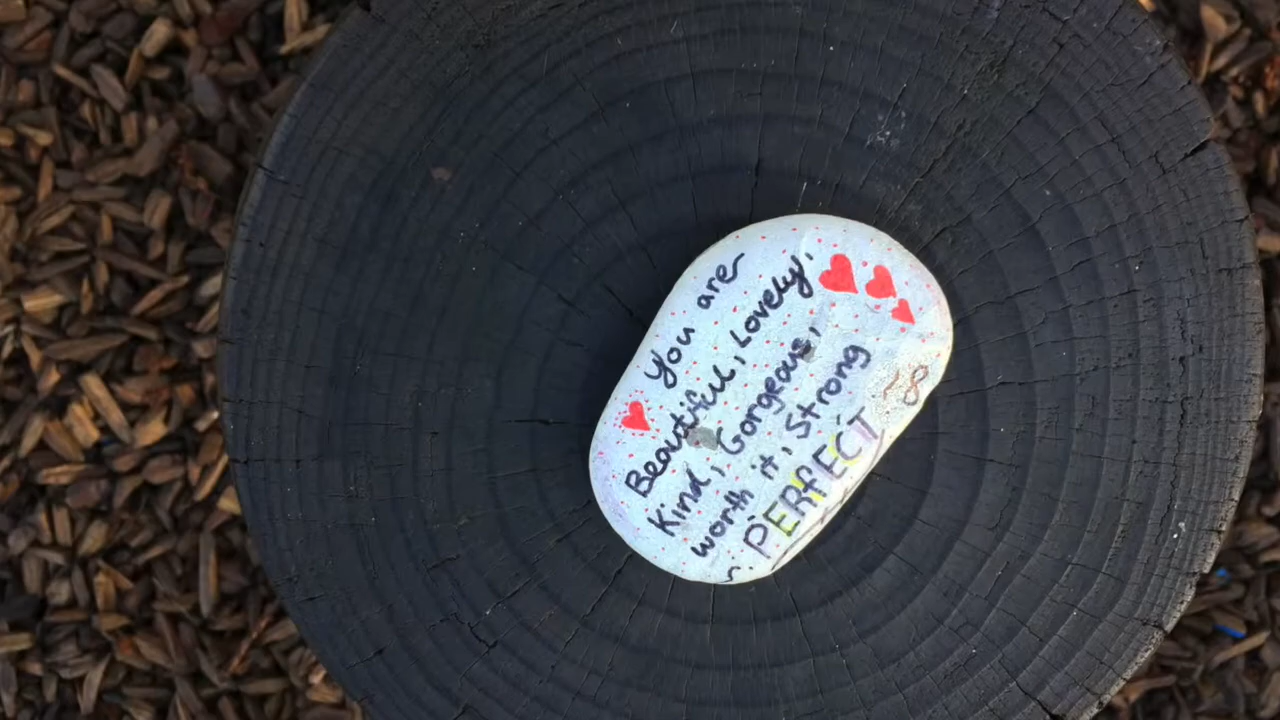 You are
Beautiful, Lovely,
Kind, Gorgeous,
worth it, Strong
PERFECT